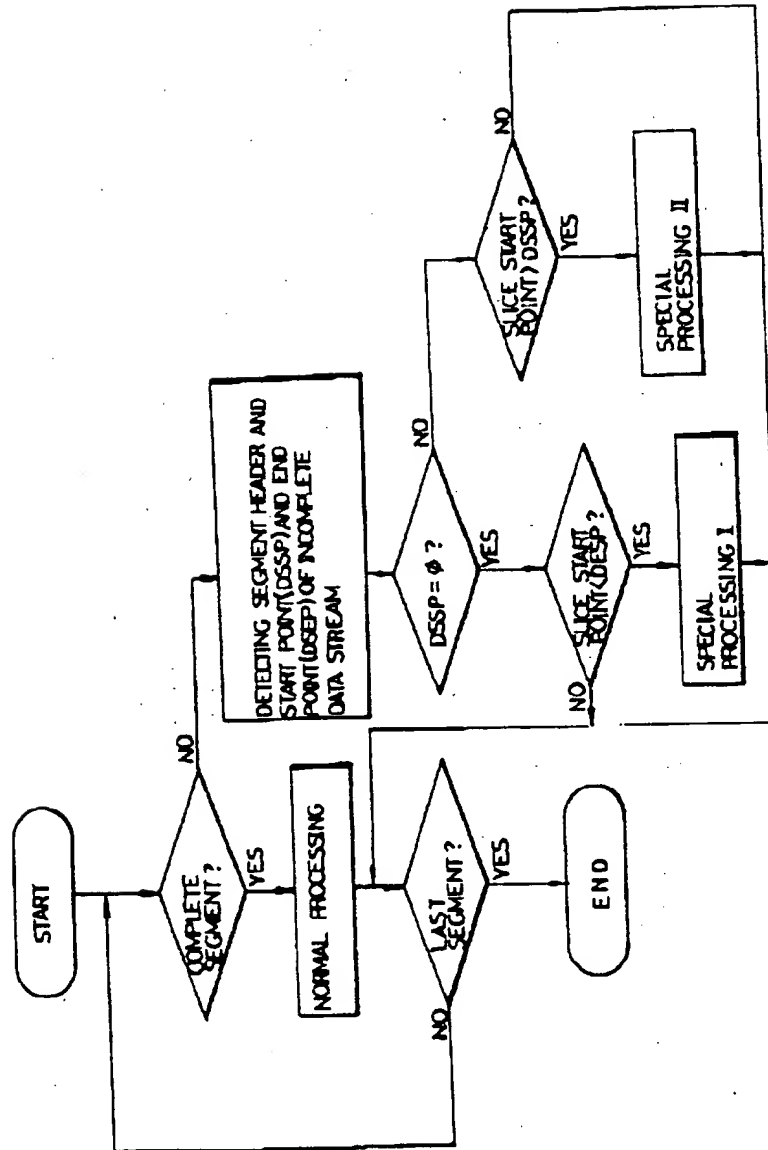 START
COMPLETE
SEGMENT?
NO
YES
NORMAL PROCESSING
LAST
SEGMENT?
NO
YES
END
DETECTING SEGMENT HEADER AND
START POINT(DSSP) AND END
POINT(DSEP) OF INCOMPLETE
DATA STREAM
DSSP=ø?
NO
YES
SLICE START
POINT⟨DESP?
NO
YES
SPECIAL
PROCESSING I
SLICE START
POINT⟩DSSP?
NO
YES
SPECIAL
PROCESSING II